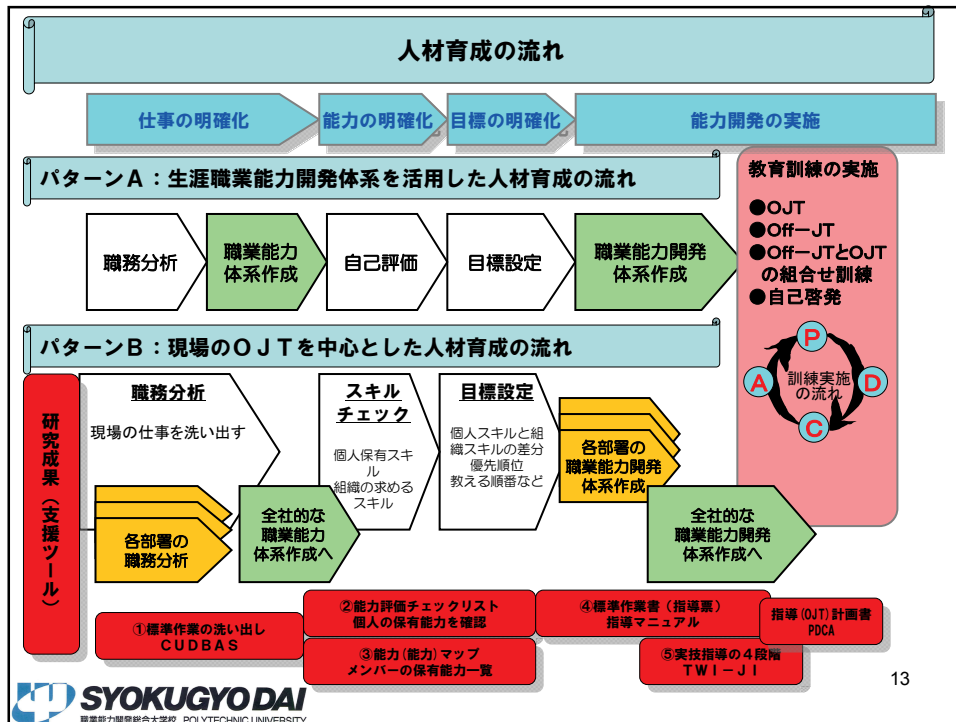 人材育成の流れ
仕事の明確化
能力の明確化
目標の明確化
能力開発の実施
パターンA：生涯職業能力開発体系を活用した人材育成の流れ
職務分析
職業能力
体系作成
自己評価
目標設定
職業能力開発
体系作成
教育訓練の実施
●OJT
●Off－JT
●Off－JTとOJT
の組合せ訓練
●自己啓発
P
D
C
A
訓練実施
の流れ
パターンB：現場のＯＪＴを中心とした人材育成の流れ
研究成果（支援ツール）
職務分析
現場の仕事を洗い出す
各部署の
職務分析
全社的な
職業能力
体系作成へ
スキル
チェック
個人保有スキ
ル
組織の求める
スキル
目標設定
個人スキルと組
織スキルの差分
優先順位
教える順番など
各部署の
職業能力開発
体系作成
全社的な
職業能力開発
体系作成へ
①標準作業の洗い出し
ＣＵＤＢＡＳ
②能力評価チェックリスト
個人の保有能力を確認
③能力(能力)マップ
メンバーの保有能力一覧
④標準作業書（指導票）
指導マニュアル
⑤実技指導の４段階
ＴＷＩ－ＪＩ
指導(OJT)計画書
PDCA
SYOKUGYO DAI
職業能力開発総合大学校 POLYTECHNIC UNIVERSITY
13